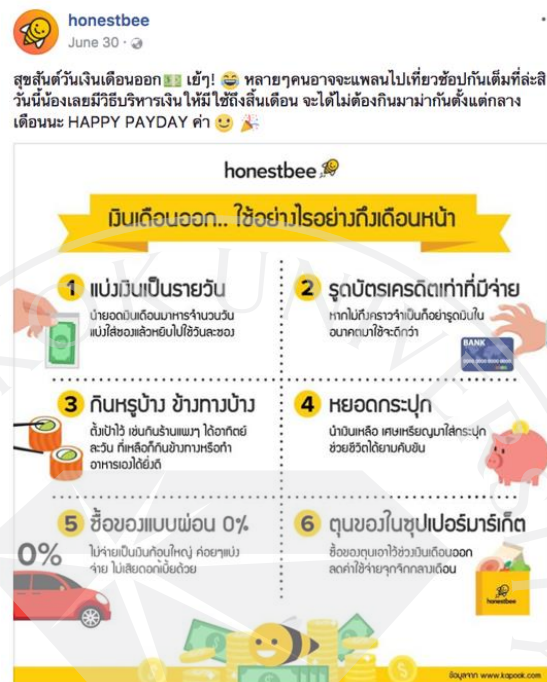 honestbee
June 30 ·
สุขสันต์วันเงินเดือนออก💵 เย้ๆ! 😂 หลายๆคนอาจจะแพลนไปเที่ยวช้อปกันเต็มที่ล่ะสิ
วันนี้น้องเลยมีวิธีบริหารเงินให้มีใช้ถึงสิ้นเดือน จะได้ไม่ต้องกินมาม่ากันตั้งแต่กลาง
เดือนนะ HAPPY PAYDAY ค่า 🙂 🎉
honestbee
เงินเดือนออก.. ใช้อย่างไรอย่างถึงเดือนหน้า
1 แบ่งเงินเป็นรายวัน
นำยอดเงินเดือนมาหารจำนวนวัน
แบ่งใส่ซองแล้วหยิบไปใช้วันละซอง
2 รูดบัตรเครดิตเท่าที่มีจ่าย
หากไม่ถึงคราวจำเป็นก็อย่ารูดเงินใน
อนาคตมาใช้จะดีกว่า
BANK
3 กินหรูบ้าง ข้างทางบ้าง
ตั้งเป้าไว้ เช่นกินร้านแพงๆ ได้อาทิตย์
ละวัน ที่เหลือก็กินข้างทางหรือทำ
อาหารเองได้ยิ่งดี
4 หยอดกระปุก
นำเงินเหลือ เศษเหรียญมาใส่กระปุก
ช่วยชีวิตได้ยามคับขัน
5 ซื้อของแบบผ่อน 0%
0%
ไม่จ่ายเป็นเงินก้อนใหญ่ ค่อยๆแบ่ง
จ่าย ไม่เสียดอกเบี้ยด้วย
6 ตุนของในซุปเปอร์มาร์เก็ต
ซื้อของตุนเอาไว้ช่วงเงินเดือนออก
ลดค่าใช้จ่ายจุกจิกกลางเดือน
honestbee
ข้อมูลจาก www.kapook.com